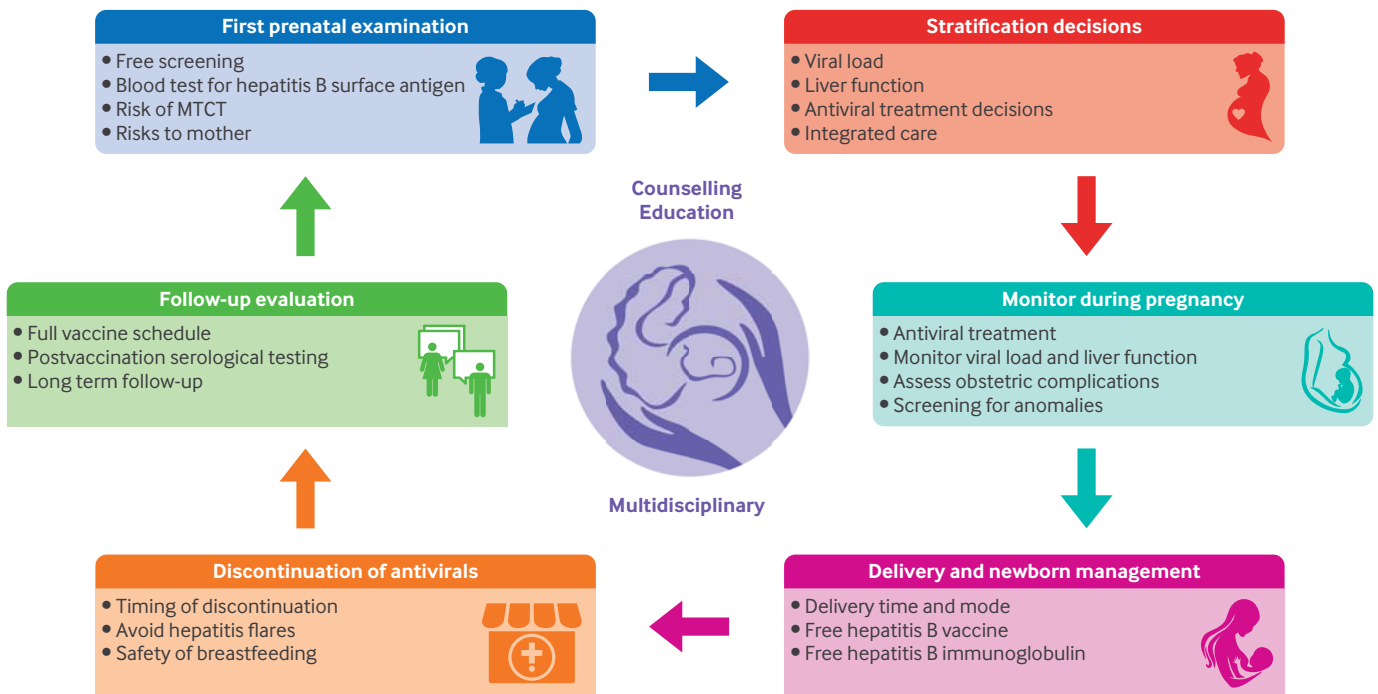 First prenatal examination
• Free screening
• Blood test for hepatitis B surface antigen
• Risk of MTCT
• Risks to mother
Stratification decisions
• Viral load
• Liver function
• Antiviral treatment decisions
• Integrated care
Counselling
Education
Follow-up evaluation
• Full vaccine schedule
• Postvaccination serological testing
• Long term follow-up
Monitor during pregnancy
• Antiviral treatment
• Monitor viral load and liver function
• Assess obstetric complications
• Screening for anomalies
Multidisciplinary
Discontinuation of antivirals
• Timing of discontinuation
• Avoid hepatitis flares
• Safety of breastfeeding
Delivery and newborn management
• Delivery time and mode
• Free hepatitis B vaccine
• Free hepatitis B immunoglobulin